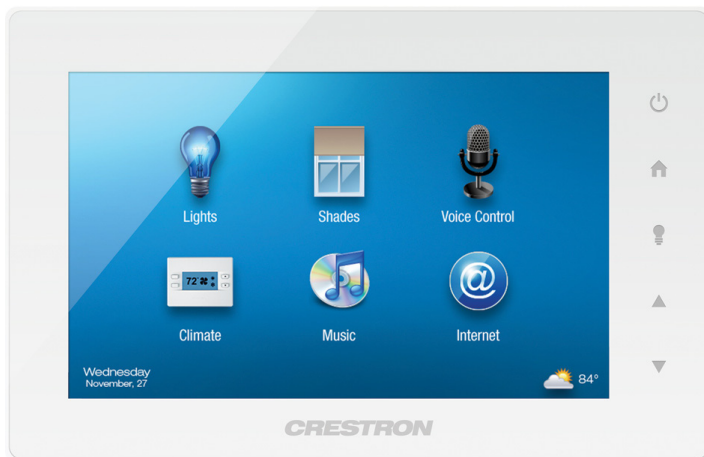 Lights
Shades
Voice Control
72°
Climate
Music
Internet
@
Wednesday
November, 27
84°
CRESTRON